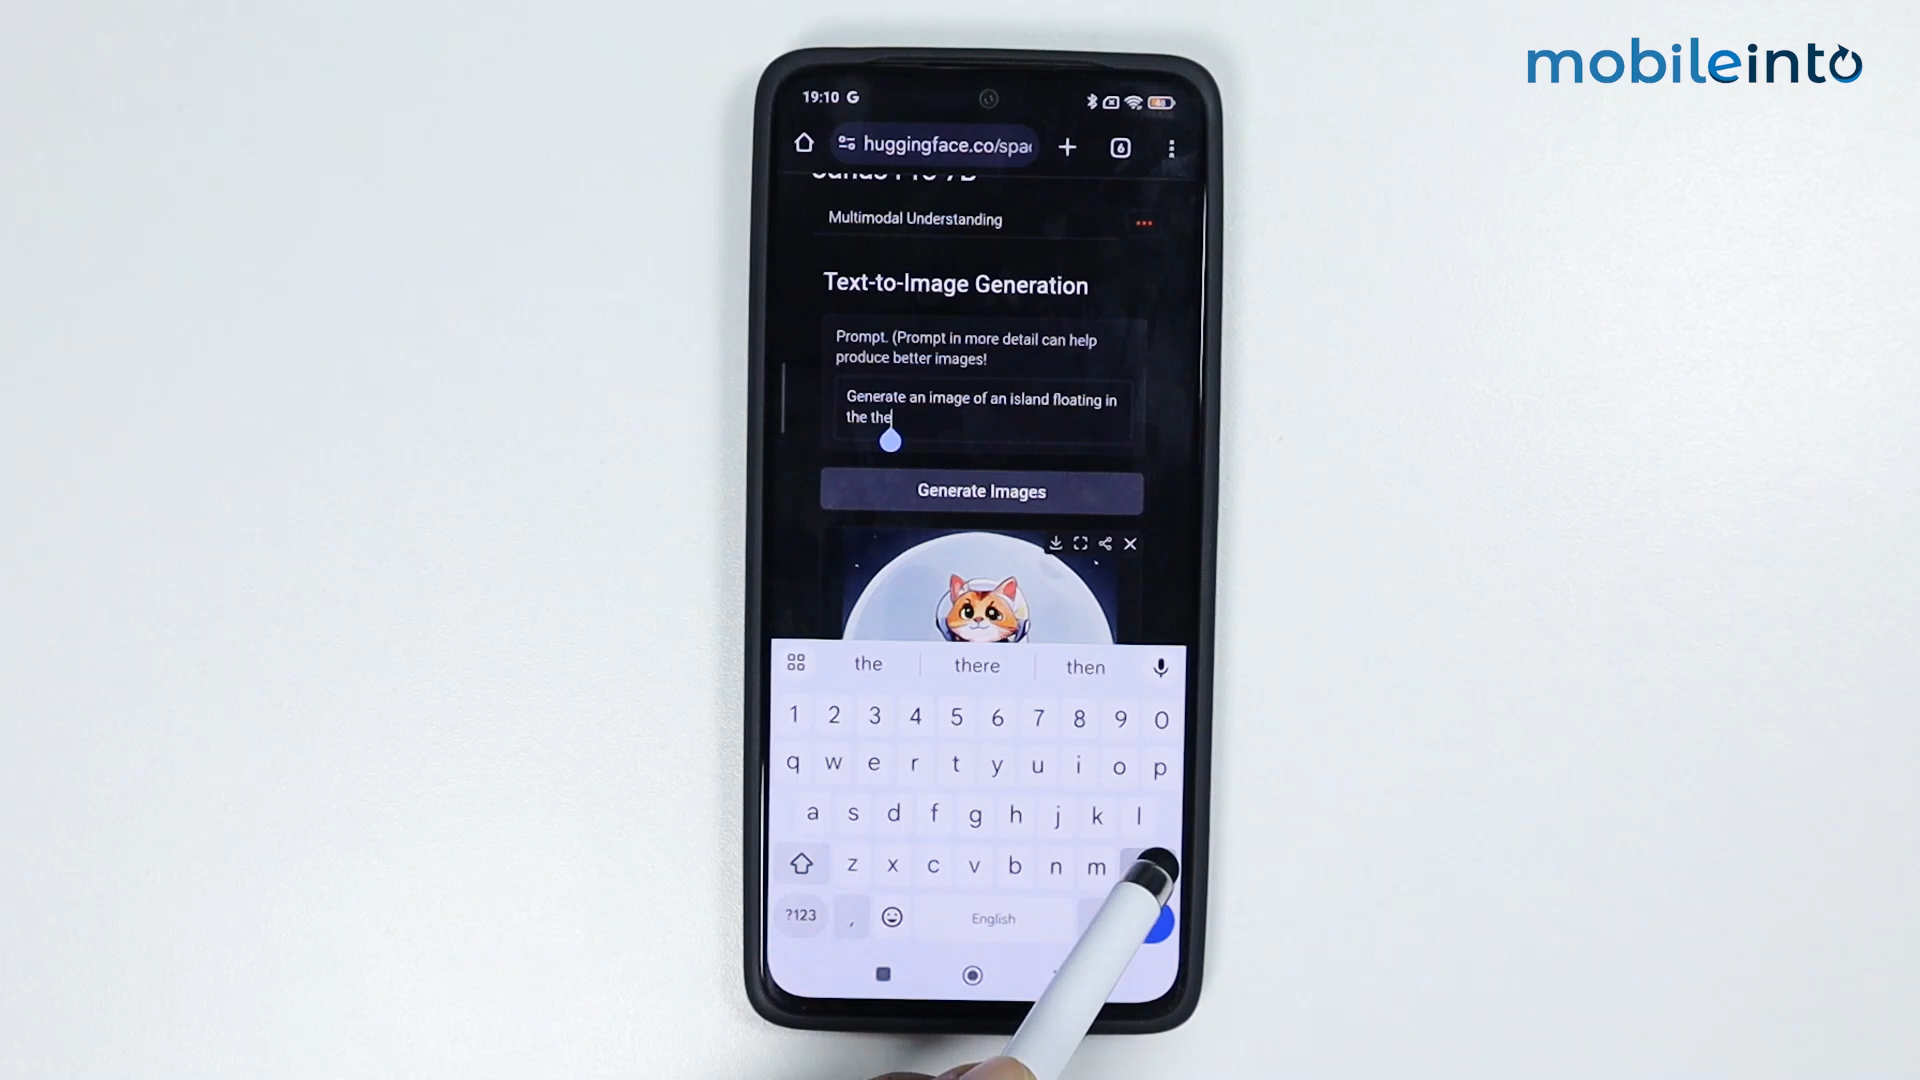 mobileinto
19:10 G
huggingface.co/spa
6
Multimodal Understanding
Text-to-Image Generation
Prompt. (Prompt in more detail can help
produce better images!
Generate an image of an island floating in
the the
Generate Images
the there then
1 2 3 4 5 6 7 8 9 0
q w e r t y u i o p
a s d f g h j k l
z x c v b n m
?123 , English